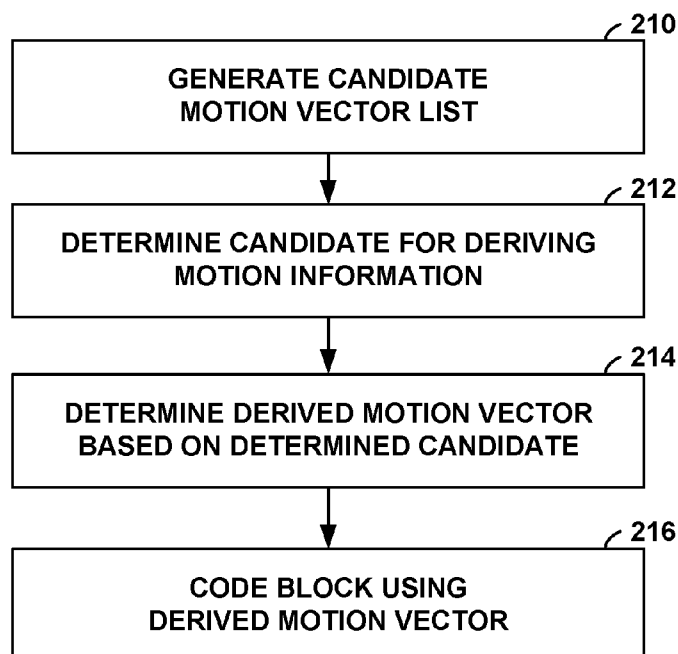 210
GENERATE CANDIDATE
MOTION VECTOR LIST
212
DETERMINE CANDIDATE FOR DERIVING
MOTION INFORMATION
214
DETERMINE DERIVED MOTION VECTOR
BASED ON DETERMINED CANDIDATE
216
CODE BLOCK USING
DERIVED MOTION VECTOR